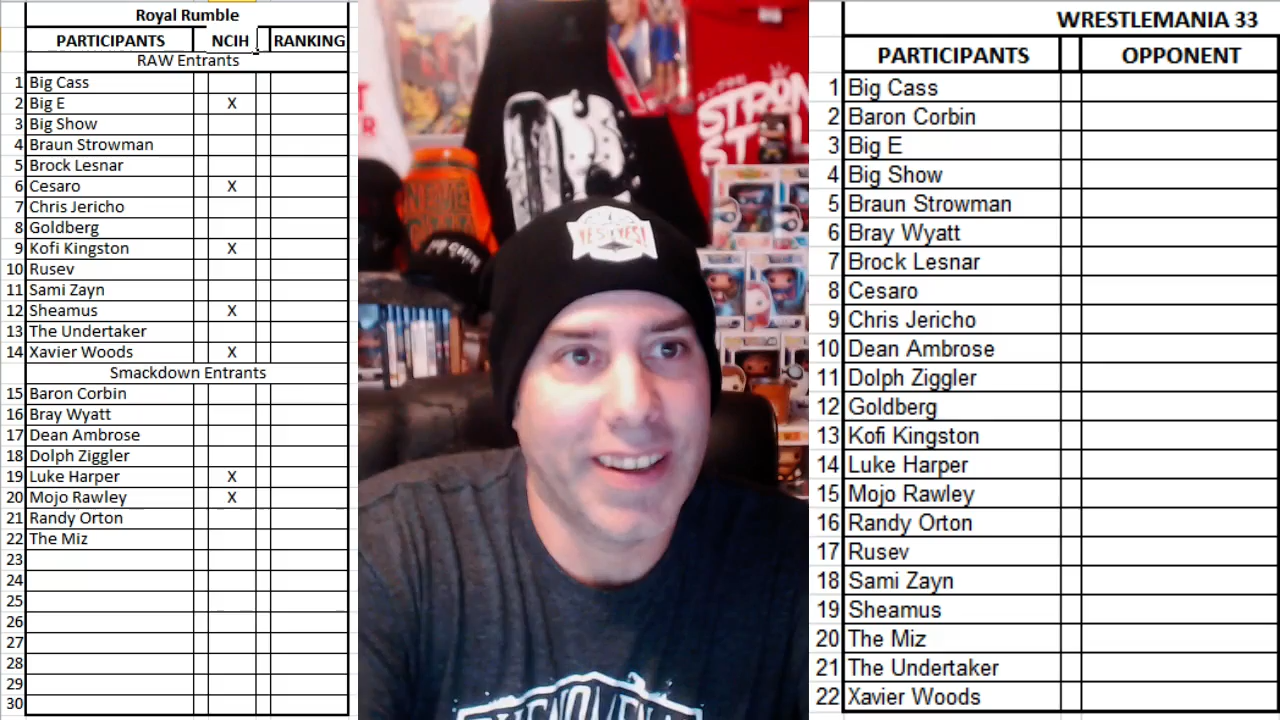 Royal Rumble
PARTICIPANTS NCIH RANKING
RAW Entrants
1 Big Cass
2 Big E X
3 Big Show
4 Braun Strowman
5 Brock Lesnar
6 Cesaro X
7 Chris Jericho
8 Goldberg
9 Kofi Kingston X
10 Rusev
11 Sami Zayn
12 Sheamus X
13 The Undertaker
14 Xavier Woods X
Smackdown Entrants
15 Baron Corbin
16 Bray Wyatt
17 Dean Ambrose
18 Dolph Ziggler
19 Luke Harper X
20 Mojo Rawley X
21 Randy Orton
22 The Miz
23
24
25
26
27
28
29
30
STRONG
YES! YES!
PHENOMENAL
WRESTLEMANIA 33
PARTICIPANTS OPPONENT
1 Big Cass
2 Baron Corbin
3 Big E
4 Big Show
5 Braun Strowman
6 Bray Wyatt
7 Brock Lesnar
8 Cesaro
9 Chris Jericho
10 Dean Ambrose
11 Dolph Ziggler
12 Goldberg
13 Kofi Kingston
14 Luke Harper
15 Mojo Rawley
16 Randy Orton
17 Rusev
18 Sami Zayn
19 Sheamus
20 The Miz
21 The Undertaker
22 Xavier Woods